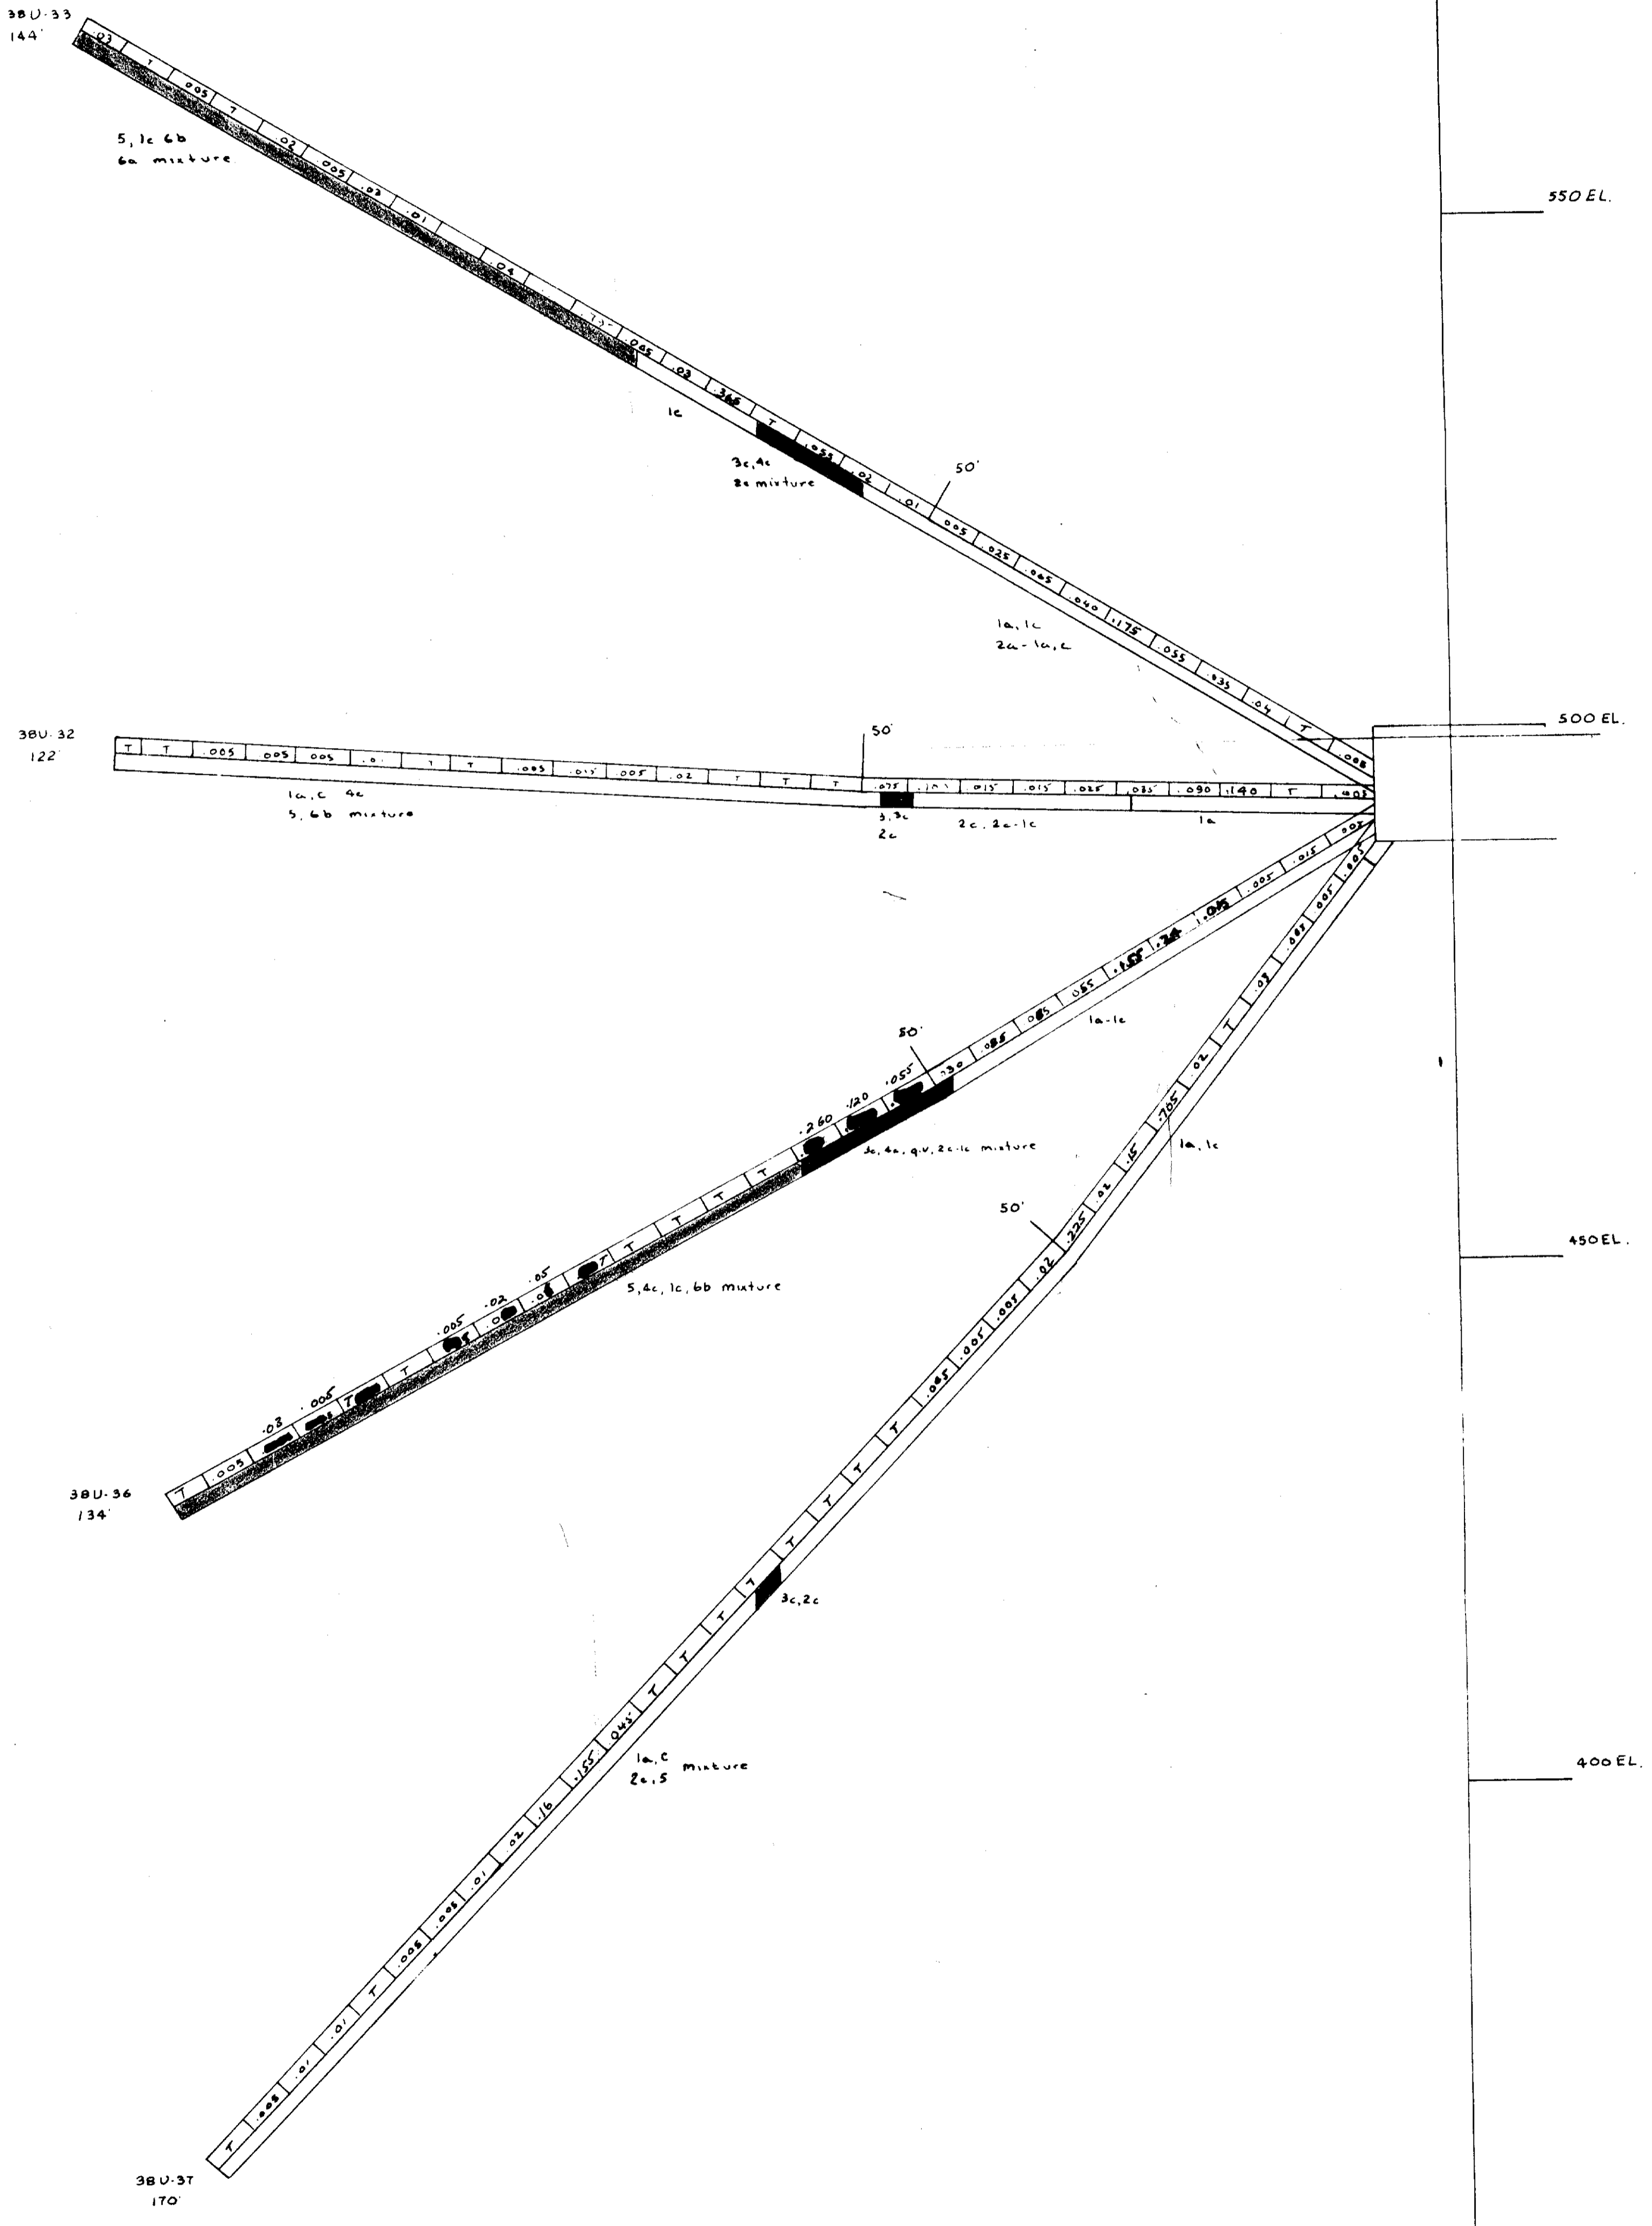 38U-33
144'
.03 T .005 T .02 .005 .02 .01 .04 .045 .03 .365 T .055 .02 .01 .005 .025 .065 .040 .175 .055 .035 .04 T .005
5, 1c 6b
6a mixture
1c
3c, 4c
2c mixture
50'
1a, 1c
2a-1a, c
550 EL.
500 EL.
450 EL.
400 EL.
38U-32
122'
T T .005 .005 .005 T T .005 .015 .005 .02 T T T .075 .015 .015 .025 .035 .090 .140 T .005
50'
1a, c 4c
5, 6b mixture
3, 3c
2c
2c, 2c-1c
1a
38U-36
134'
T .005 .03 .005 T T .005 .02 .05 T T T T T .260 .120 .055 .030 .085 .065 .055 .155 .24 .005 .015
50'
1a-1c
3c, 4a, q.v, 2c-1c mixture
5, 4c, 1c, 6b mixture
38U-37
170'
T .005 .01 .01 T .005 .005 .01 .02 .16 .155 .045 T T T T T T T T .045 .005 .005 .02 .225 .02 .15 .705 .02 T .03 .005 .005 .005
50'
1a, 1c
3c, 2c
1a, c
2c, 5 mixture